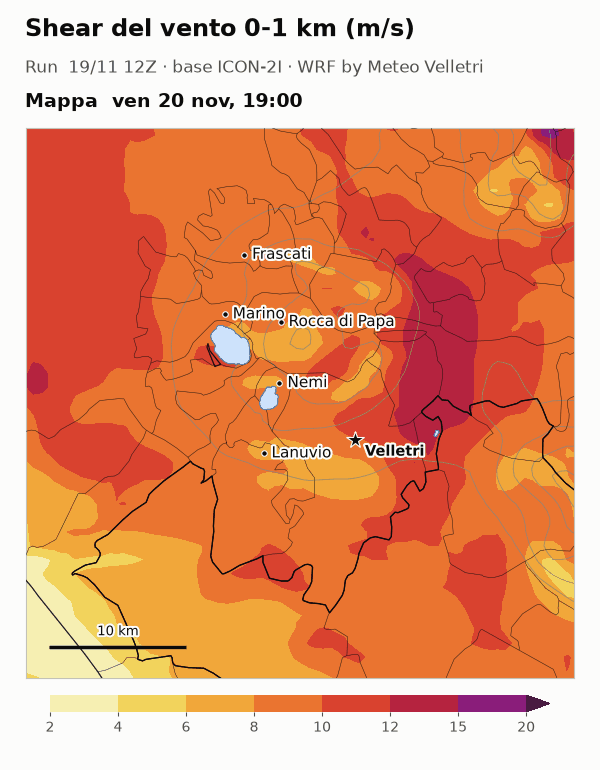 Shear del vento 0-1 km (m/s)
Run  19/11 12Z · base ICON-2I · WRF by Meteo Velletri
Mappa  ven 20 nov, 19:00
Frascati
Marino
Rocca di Papa
Nemi
Velletri
Lanuvio
10 km
2 4 6 8 10 12 15 20